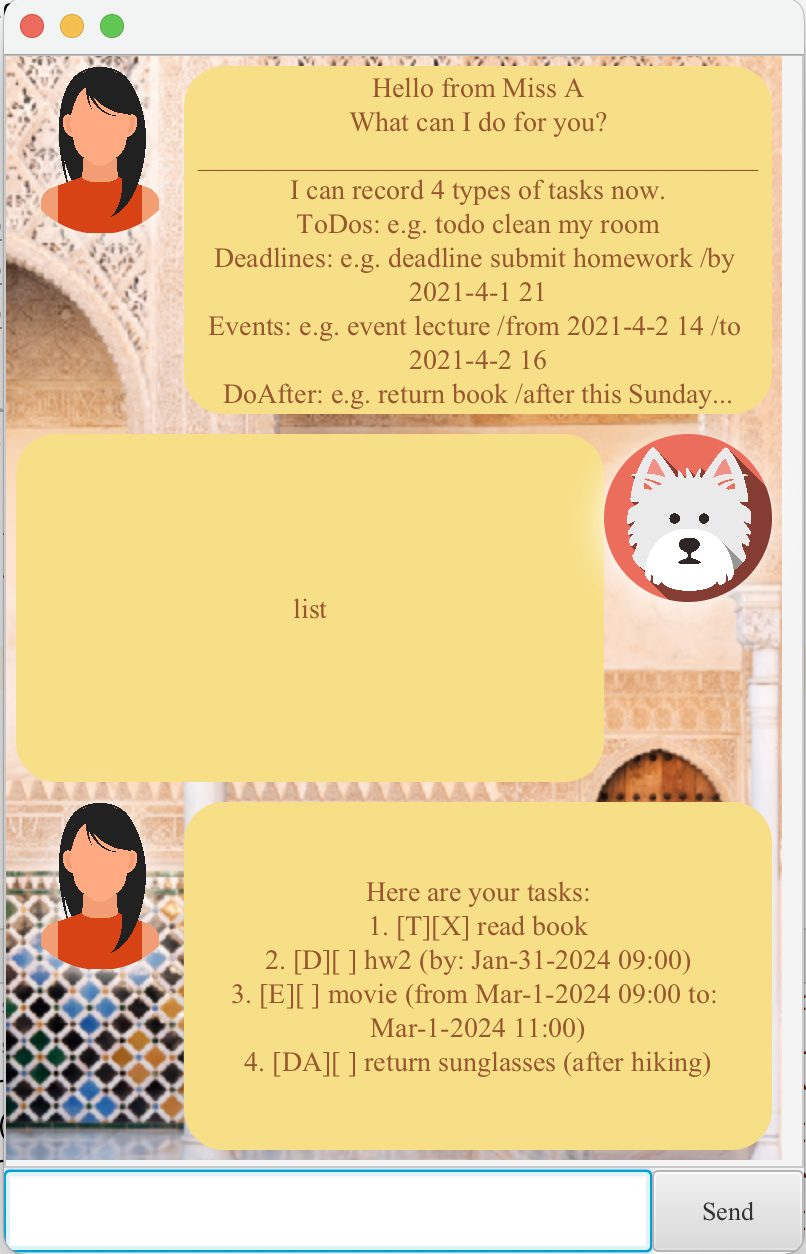 Hello from Miss A
What can I do for you?
I can record 4 types of tasks now.
ToDos: e.g. todo clean my room
Deadlines: e.g. deadline submit homework /by
2021-4-1 21
Events: e.g. event lecture /from 2021-4-2 14 /to
2021-4-2 16
DoAfter: e.g. return book /after this Sunday...
list
Here are your tasks:
1. [T][X] read book
2. [D][ ] hw2 (by: Jan-31-2024 09:00)
3. [E][ ] movie (from Mar-1-2024 09:00 to:
Mar-1-2024 11:00)
4. [DA][ ] return sunglasses (after hiking)
Send